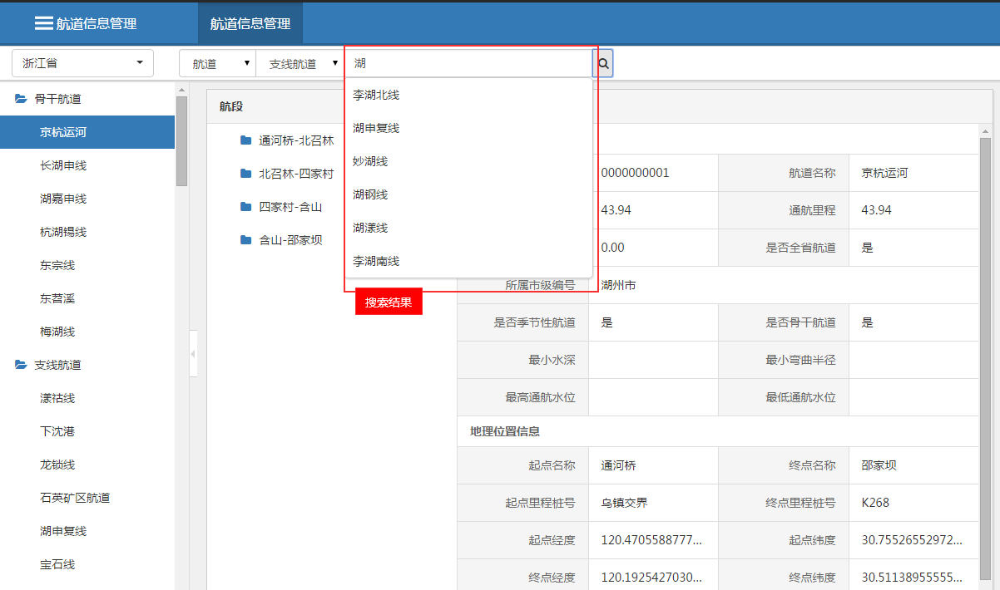 航道信息管理
航道信息管理
浙江省
航道
支线航道
湖
李湖北线
湖申复线
妙湖线
湖钢线
湖漾线
李湖南线
搜索结果
骨干航道
京杭运河
长湖申线
湖嘉申线
杭湖锡线
东宗线
东苕溪
梅湖线
支线航道
漾祜线
下沈港
龙锁线
石英矿区航道
湖申复线
宝石线
航段
通河桥-北召林
北召林-四家村
四家村-含山
含山-邵家坝
0000000001 航道名称 京杭运河
43.94 通航里程 43.94
0.00 是否全省航道 是
所属市级编号 湖州市
是否季节性航道 是 是否骨干航道 是
最小水深 最小弯曲半径
最高通航水位 最低通航水位
地理位置信息
起点名称 通河桥 终点名称 邵家坝
起点里程桩号 乌镇交界 终点里程桩号 K268
起点经度 120.4705588777... 起点纬度 30.75526552972...
终点经度 120.1925427030... 终点纬度 30.51138955555...